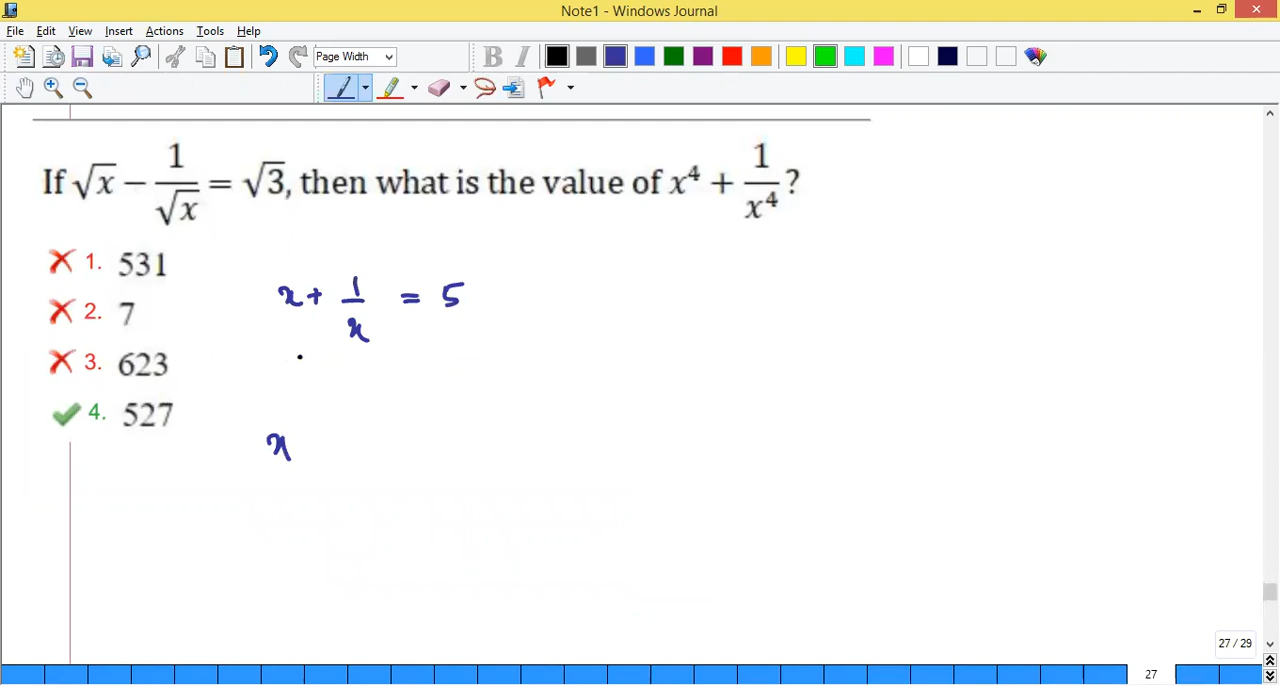 Note1 - Windows Journal
File Edit View Insert Actions Tools Help
Page Width B I
If √x − 1/√x = √3, then what is the value of x⁴ + 1/x⁴ ?
1. 531
2. 7
3. 623
4. 527
x + 1/x = 5
x
27 / 29
27